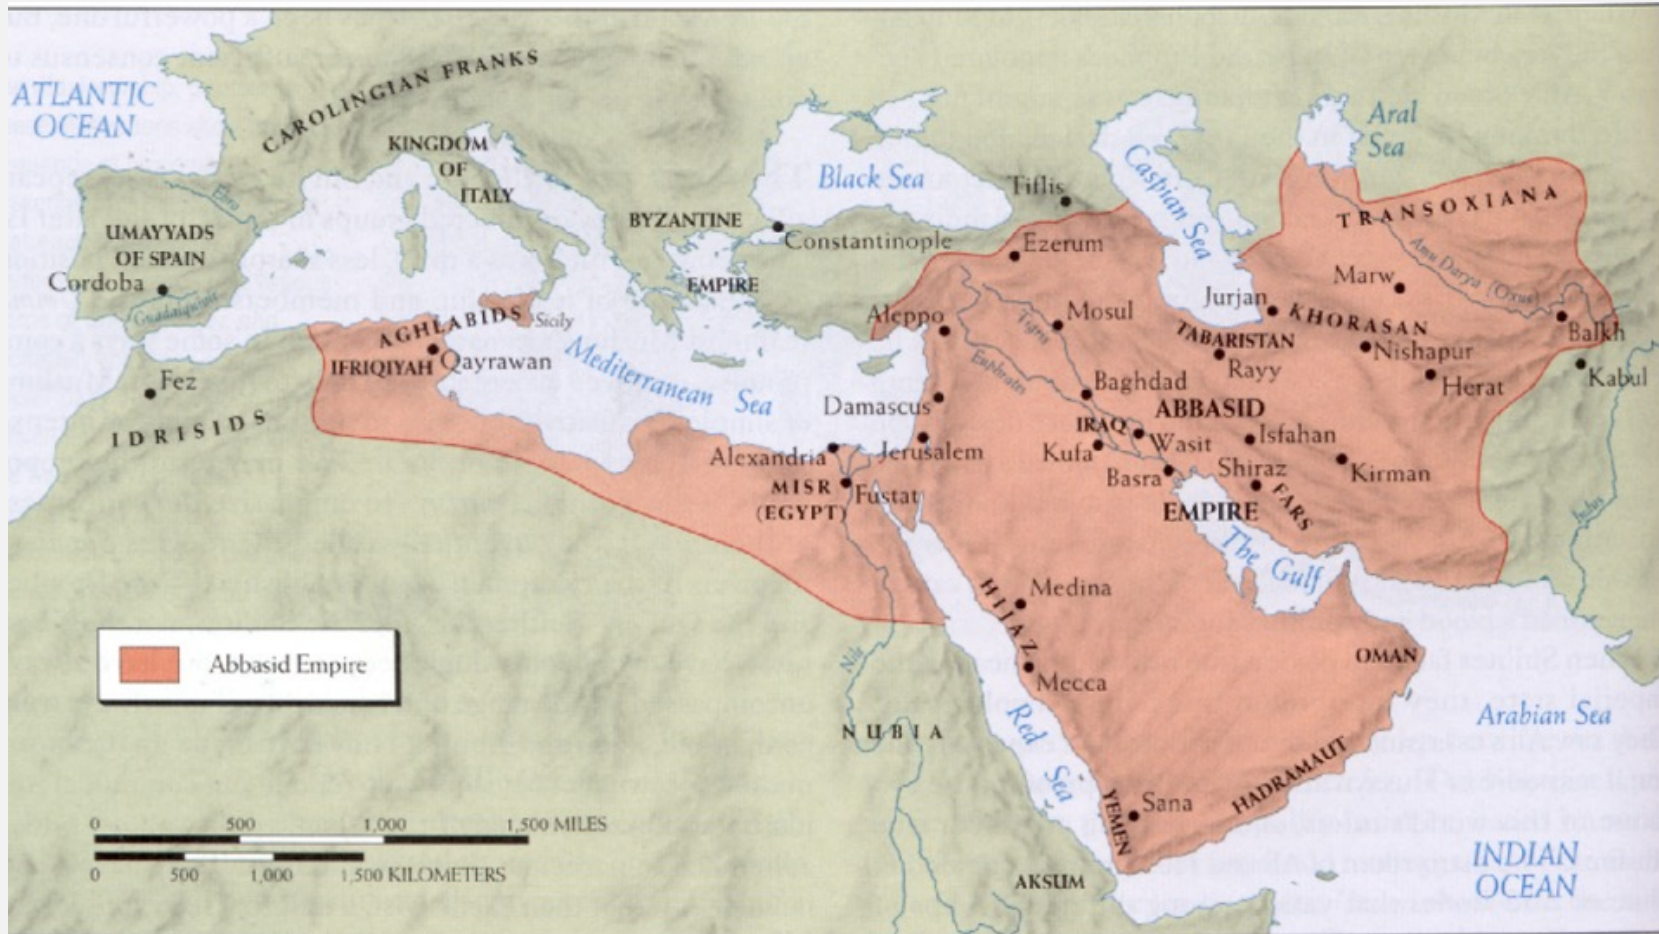 ATLANTIC
OCEAN
CAROLINGIAN FRANKS
KINGDOM
OF
ITALY
Aral
Sea
Caspian Sea
Black Sea
Tiflis
TRANSOXIANA
Ebro
UMAYYADS
OF SPAIN
BYZANTINE
Constantinople
Ezerum
Amu Darya (Oxus)
Cordoba
EMPIRE
Marw
Guadalquivir
AGHLABIDS
Sicily
Aleppo
Tigris
Mosul
Jurjan
KHORASAN
Balkh
TABARISTAN
IFRIQIYAH
Qayrawan
Mediterranean Sea
Euphrates
Rayy
Nishapur
Herat
Kabul
Fez
IDRISIDS
Damascus
Baghdad
ABBASID
IRAQ
Wasit
Isfahan
Alexandria
Jerusalem
Kufa
Basra
Shiraz
Kirman
MISR
(EGYPT)
Fustat
EMPIRE
FARS
Indus
The Gulf
HIJAZ
Medina
Abbasid Empire
Nile
Mecca
OMAN
NUBIA
Red
Sea
Arabian Sea
HADRAMAUT
YEMEN
Sana
0 500 1,000 1,500 MILES
0 500 1,000 1,500 KILOMETERS
AKSUM
INDIAN
OCEAN